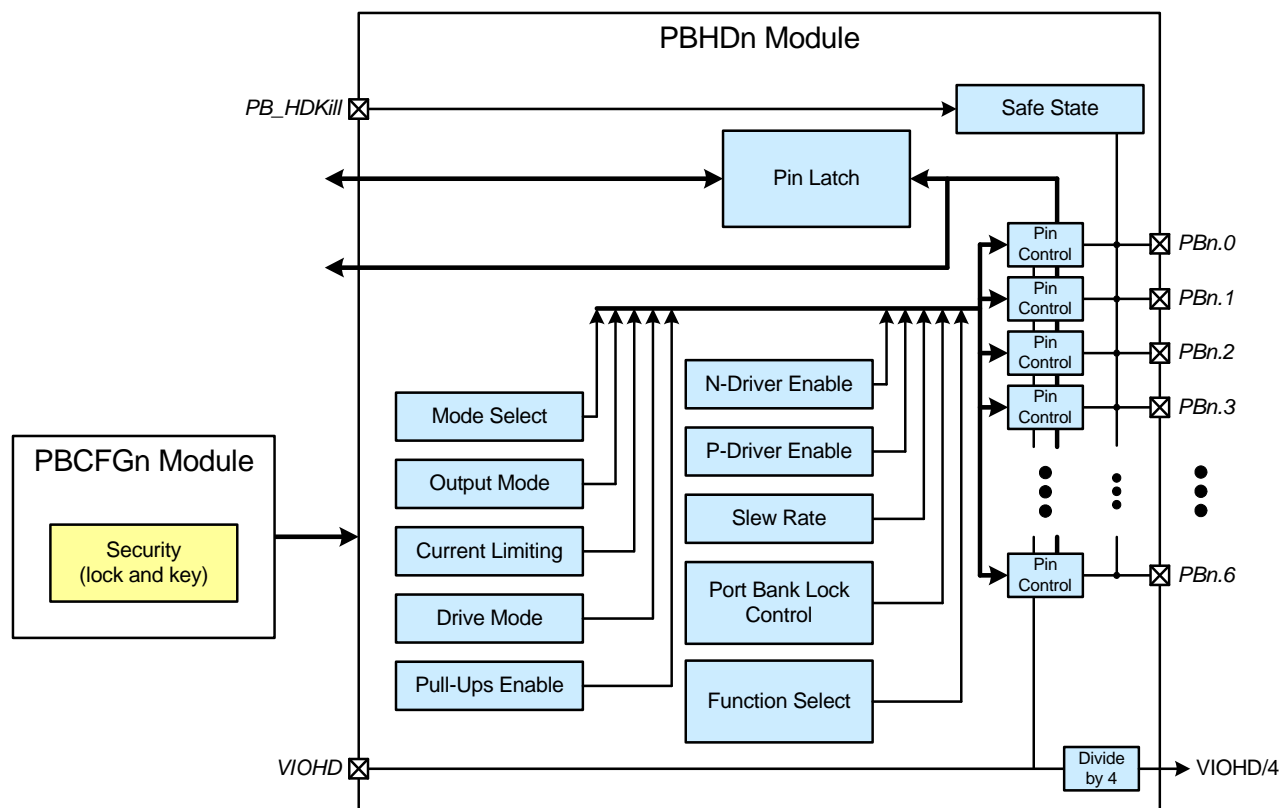 PBHDn Module
PB_HDKill
Safe State
Pin Latch
Pin
Control
PBn.0
Pin
Control
PBn.1
Pin
Control
PBn.2
Pin
Control
PBn.3
Pin
Control
PBn.6
N-Driver Enable
Mode Select
P-Driver Enable
PBCFGn Module
Output Mode
Slew Rate
Security
(lock and key)
Current Limiting
Port Bank Lock
Control
Drive Mode
Pull-Ups Enable
Function Select
VIOHD
Divide
by 4
VIOHD/4